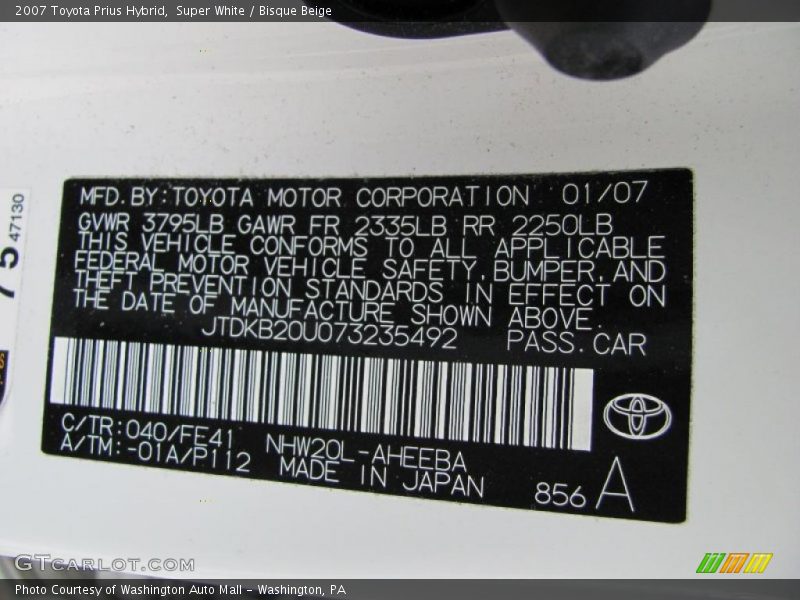 2007 Toyota Prius Hybrid, Super White / Bisque Beige
MFD. BY: TOYOTA MOTOR CORPORATION 01/07
GVWR 3795LB GAWR FR 2335LB RR 2250LB
THIS VEHICLE CONFORMS TO ALL APPLICABLE
FEDERAL MOTOR VEHICLE SAFETY, BUMPER, AND
THEFT PREVENTION STANDARDS IN EFFECT ON
THE DATE OF MANUFACTURE SHOWN ABOVE.
JTDKB20U073235492 PASS. CAR
C/TR: 040/FE41 NHW20L-AHEEBA
A/TM: -01A/P112 MADE IN JAPAN
856 A
47130
75
GTCARLOT.COM
Photo Courtesy of Washington Auto Mall - Washington, PA